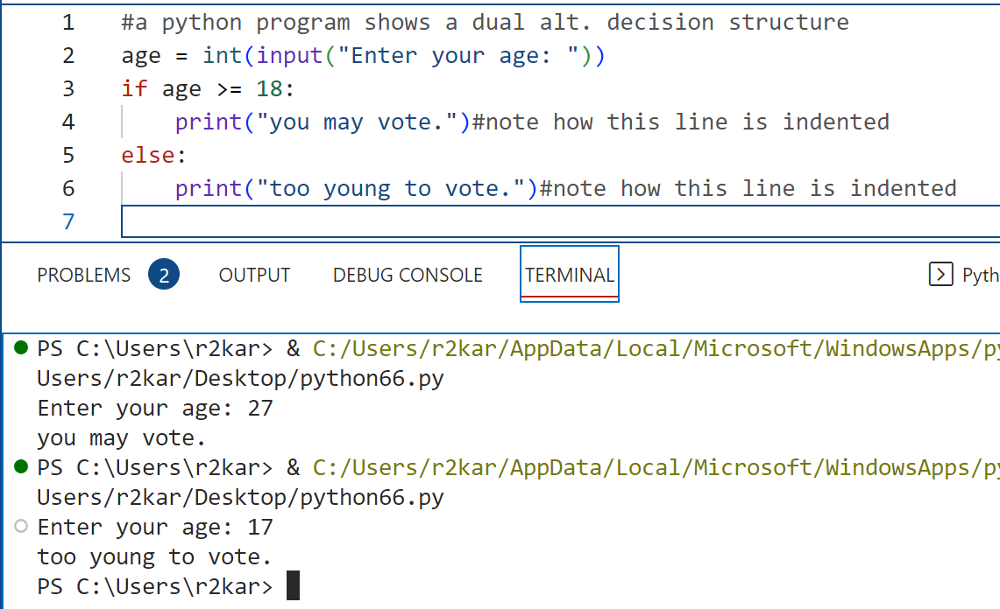 1 #a python program shows a dual alt. decision structure
2 age = int(input("Enter your age: "))
3 if age >= 18:
4     print("you may vote.")#note how this line is indented
5 else:
6     print("too young to vote.")#note how this line is indented
7
PROBLEMS 2 OUTPUT DEBUG CONSOLE TERMINAL Pyth
PS C:\Users\r2kar> & C:/Users/r2kar/AppData/Local/Microsoft/WindowsApps/py
Users/r2kar/Desktop/python66.py
Enter your age: 27
you may vote.
PS C:\Users\r2kar> & C:/Users/r2kar/AppData/Local/Microsoft/WindowsApps/py
Users/r2kar/Desktop/python66.py
Enter your age: 17
too young to vote.
PS C:\Users\r2kar>